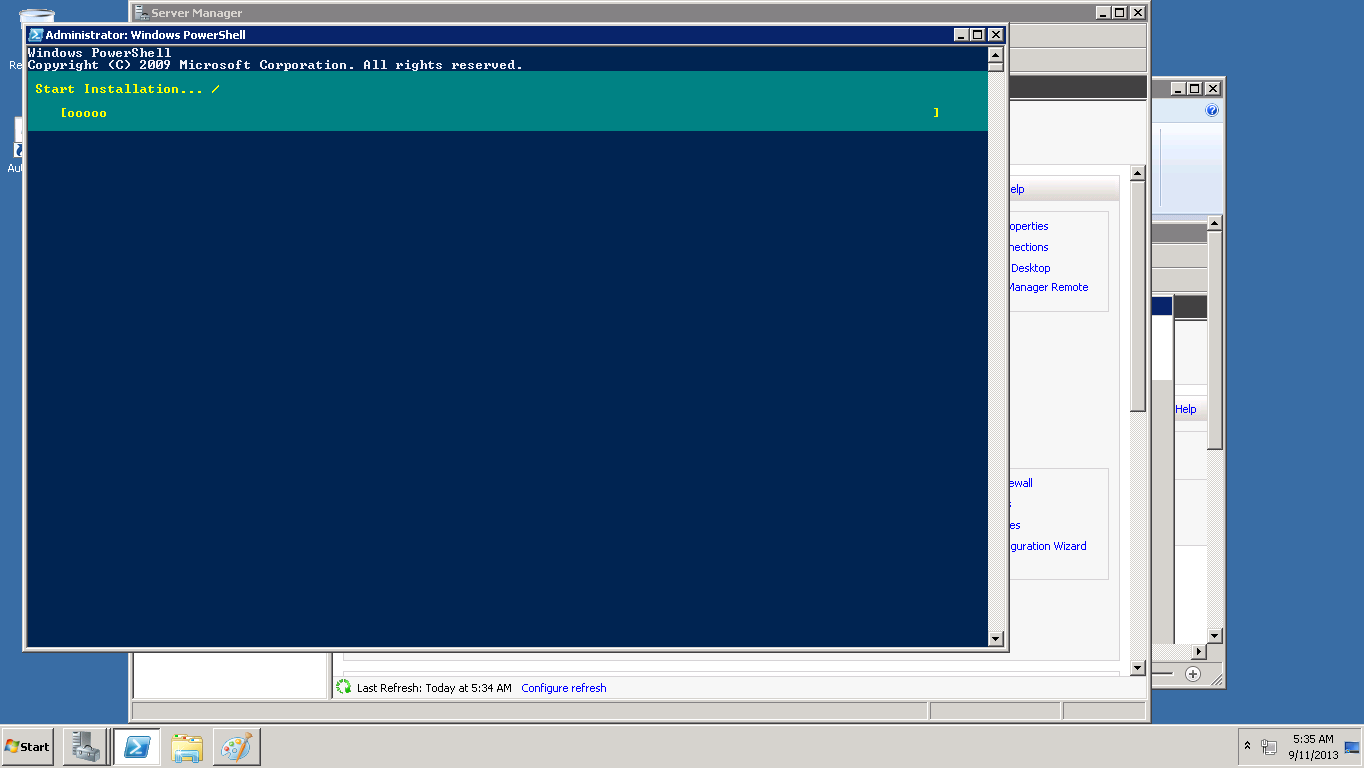 Server Manager
Administrator: Windows PowerShell
Windows PowerShell
Copyright (C) 2009 Microsoft Corporation. All rights reserved.
Start Installation... /
[ooooo ]
Re
Au
elp
operties
nections
Desktop
Manager Remote
Help
ewall
s
es
guration Wizard
Last Refresh: Today at 5:34 AM Configure refresh
Start
5:35 AM
9/11/2013